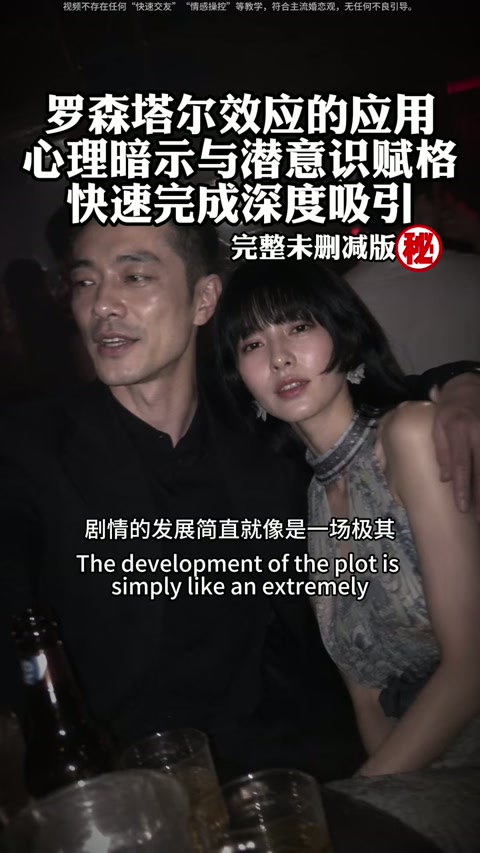 视频不存在任何“快速交友”“情感操控”等教学，符合主流婚恋观，无任何不良引导。
罗森塔尔效应的应用
心理暗示与潜意识赋格
快速完成深度吸引
完整未删减版 秘
剧情的发展简直就像是一场极其
The development of the plot is
simply like an extremely